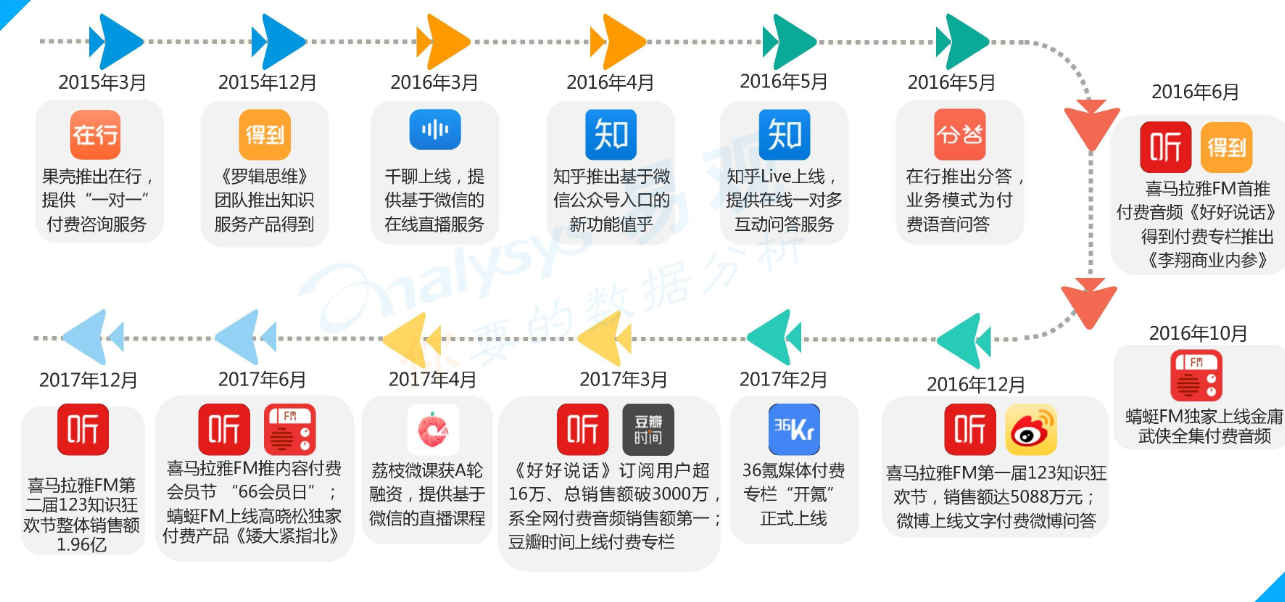 2015年3月
在行
果壳推出在行，
提供“一对一”
付费咨询服务
2015年12月
得到
《罗辑思维》
团队推出知识
服务产品得到
2016年3月
千聊上线，提
供基于微信的
在线直播服务
2016年4月
知
知乎推出基于微
信公众号入口的
新功能值乎
2016年5月
知
知乎Live上线，
提供在线一对多
互动问答服务
2016年5月
分答
在行推出分答，
业务模式为付
费语音问答
2016年6月
听 得到
喜马拉雅FM首推
付费音频《好好说话》
得到付费专栏推出
《李翔商业内参》
2016年10月
FM
蜻蜓FM独家上线金庸
武侠全集付费音频
2016年12月
听
喜马拉雅FM第一届123知识狂
欢节，销售额达5088万元；
微博上线文字付费微博问答
2017年2月
36Kr
36氪媒体付费
专栏“开氪”
正式上线
2017年3月
听 豆瓣
时间
《好好说话》订阅用户超
16万、总销售额破3000万，
系全网付费音频销售额第一；
豆瓣时间上线付费专栏
2017年4月
荔枝微课获A轮
融资，提供基于
微信的直播课程
2017年6月
听 FM
喜马拉雅FM推内容付费
会员节 “66会员日”；
蜻蜓FM上线高晓松独家
付费产品《矮大紧指北》
2017年12月
听
喜马拉雅FM第
二届123知识狂
欢节整体销售额
1.96亿
analysys 易观
你要的数据分析